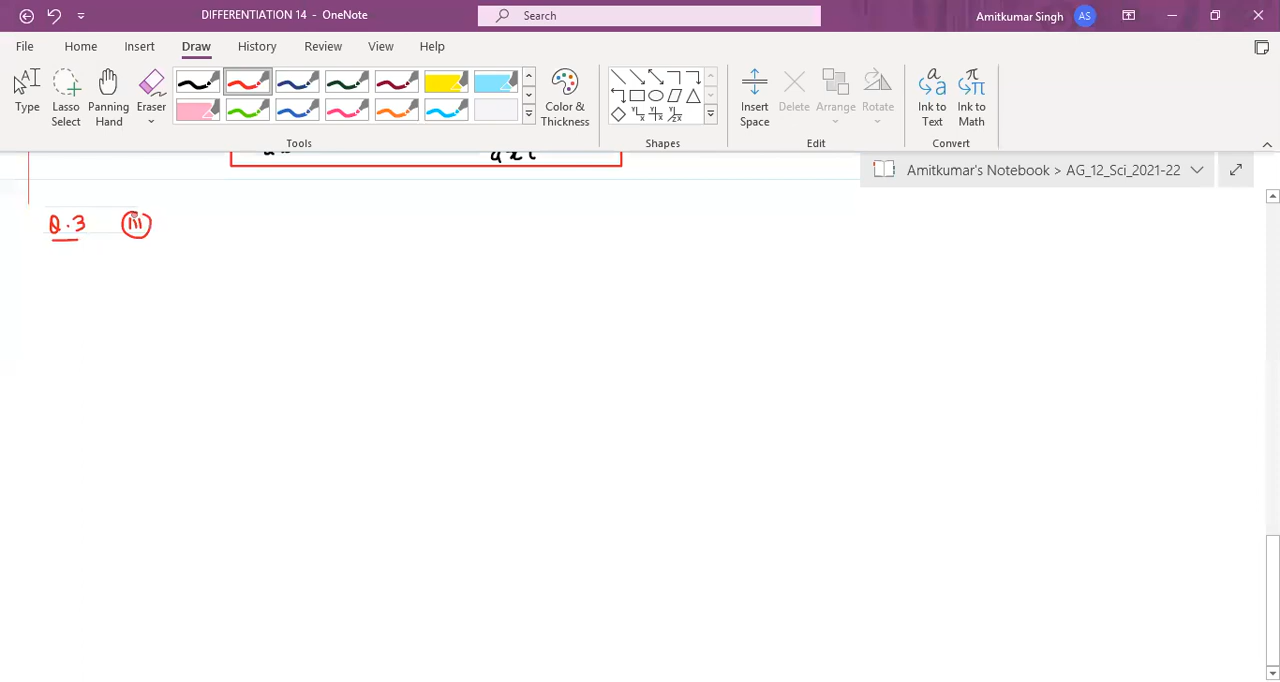 DIFFERENTIATION 14 - OneNote
Search
Amitkumar Singh AS
File Home Insert Draw History Review View Help
Type
Lasso Select
Panning Hand
Eraser
Color & Thickness
Insert Space
Delete
Arrange
Rotate
Ink to Text
Ink to Math
Tools Shapes Edit Convert
Amitkumar's Notebook > AG_12_Sci_2021-22
Q.3 (iii)